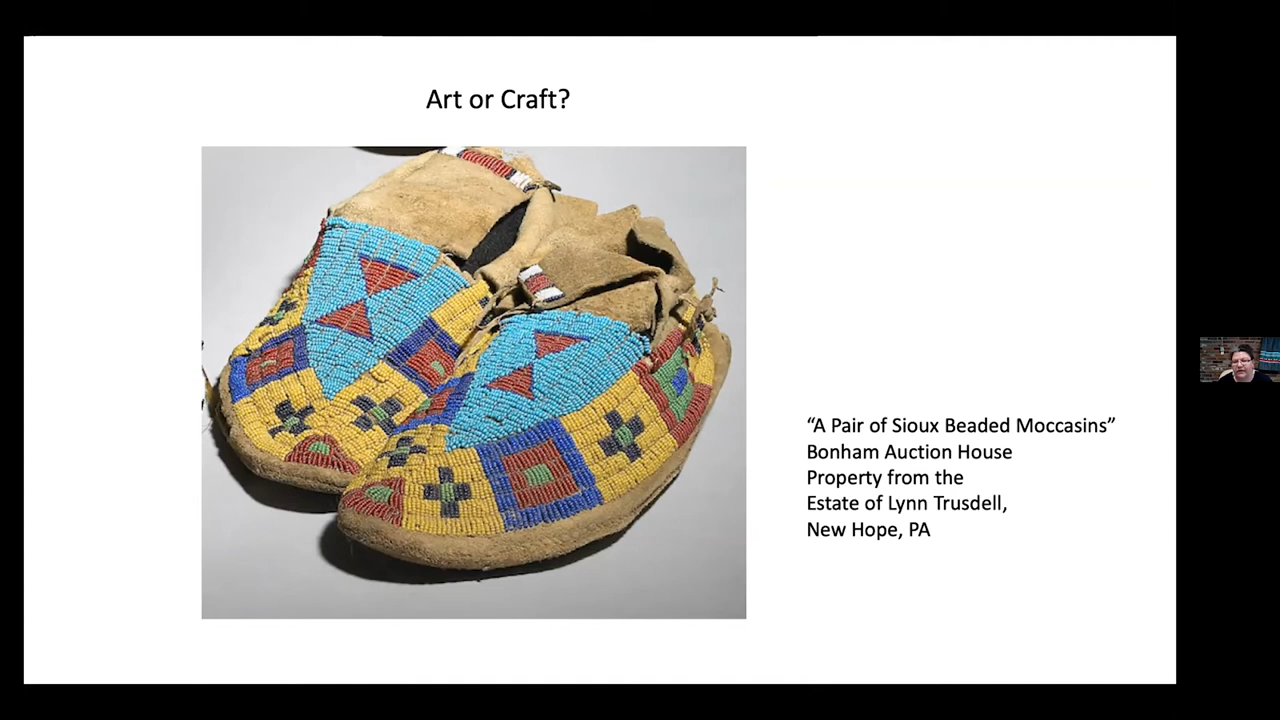 Art or Craft?
“A Pair of Sioux Beaded Moccasins”
Bonham Auction House
Property from the
Estate of Lynn Trusdell,
New Hope, PA